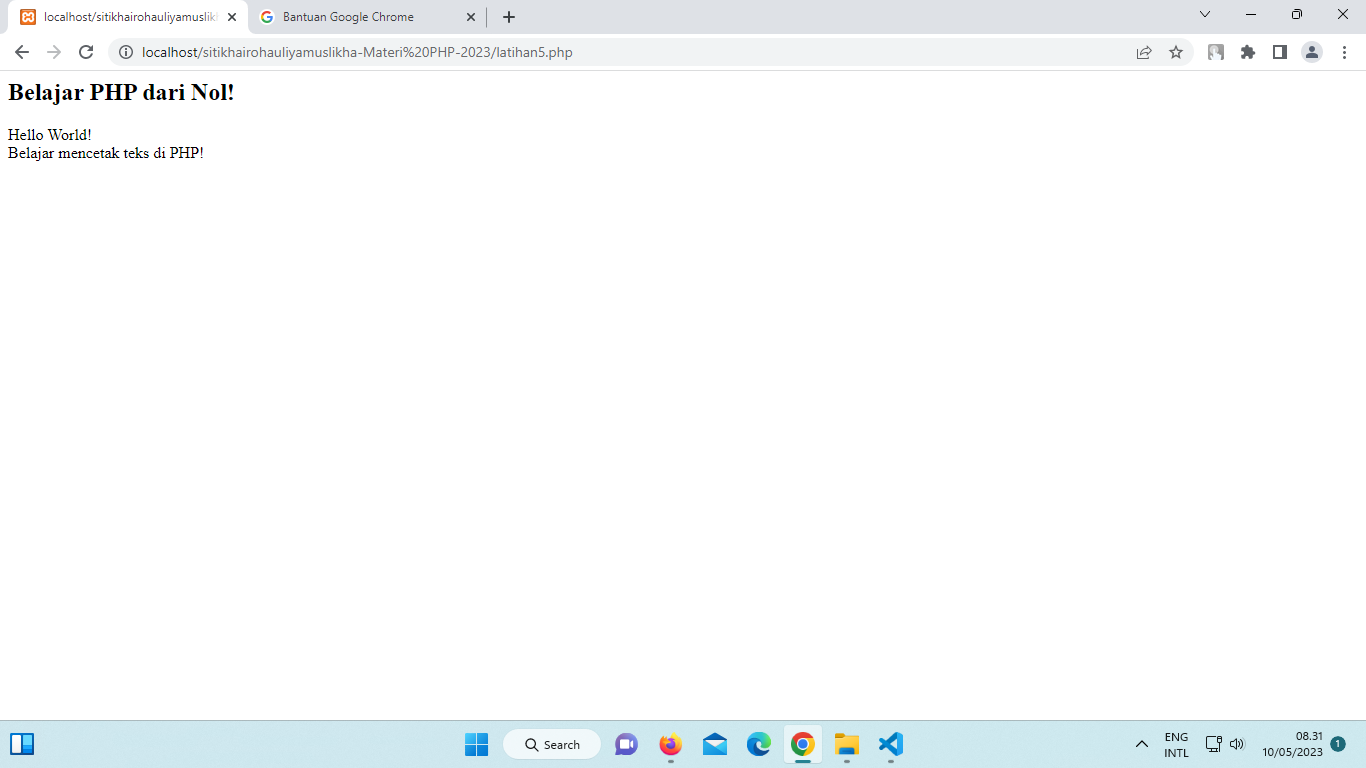 localhost/sitikhairohauliyamuslikh
Bantuan Google Chrome
localhost/sitikhairohauliyamuslikha-Materi%20PHP-2023/latihan5.php
Belajar PHP dari Nol!
Hello World!
Belajar mencetak teks di PHP!
Search
ENG
INTL
08.31
10/05/2023
1